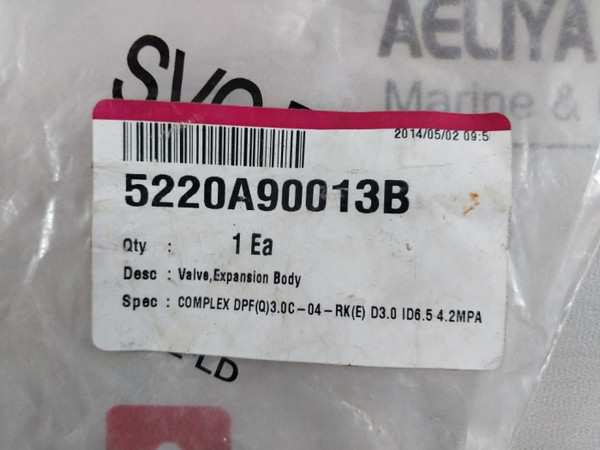 AELIYA
Marine &
SVC
2014/05/02 09:5
5220A90013B
Qty : 1 Ea
Desc : Valve,Expansion Body
Spec : COMPLEX DPF(Q)3.0C-04-RK(E) D3.0 ID6.5 4.2MPA